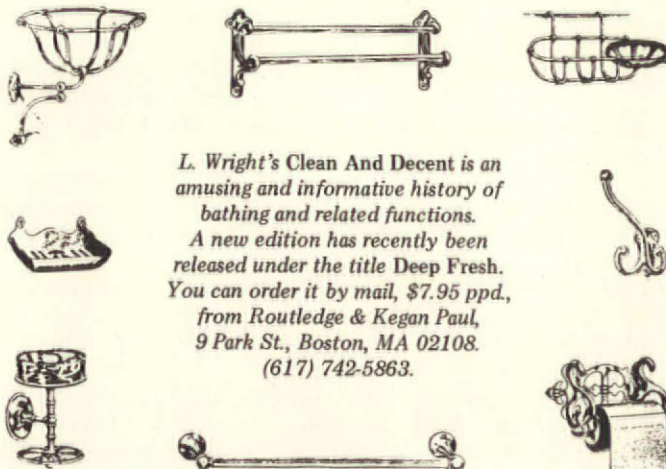 L. Wright's Clean And Decent is an
amusing and informative history of
bathing and related functions.
A new edition has recently been
released under the title Deep Fresh.
You can order it by mail, $7.95 ppd.,
from Routledge & Kegan Paul,
9 Park St., Boston, MA 02108.
(617) 742-5863.